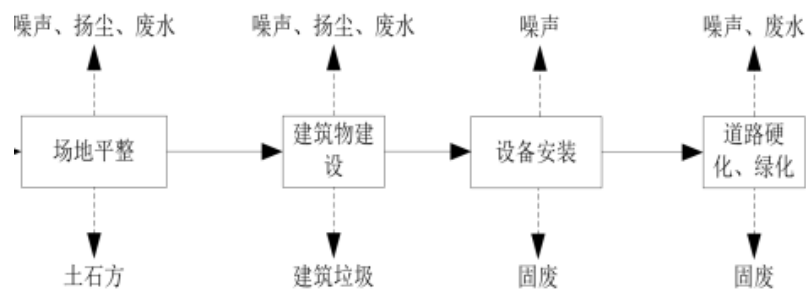 噪声、扬尘、废水
噪声、扬尘、废水
噪声
噪声、废水
场地平整
建筑物建
设
设备安装
道路硬
化、绿化
土石方
建筑垃圾
固废
固废